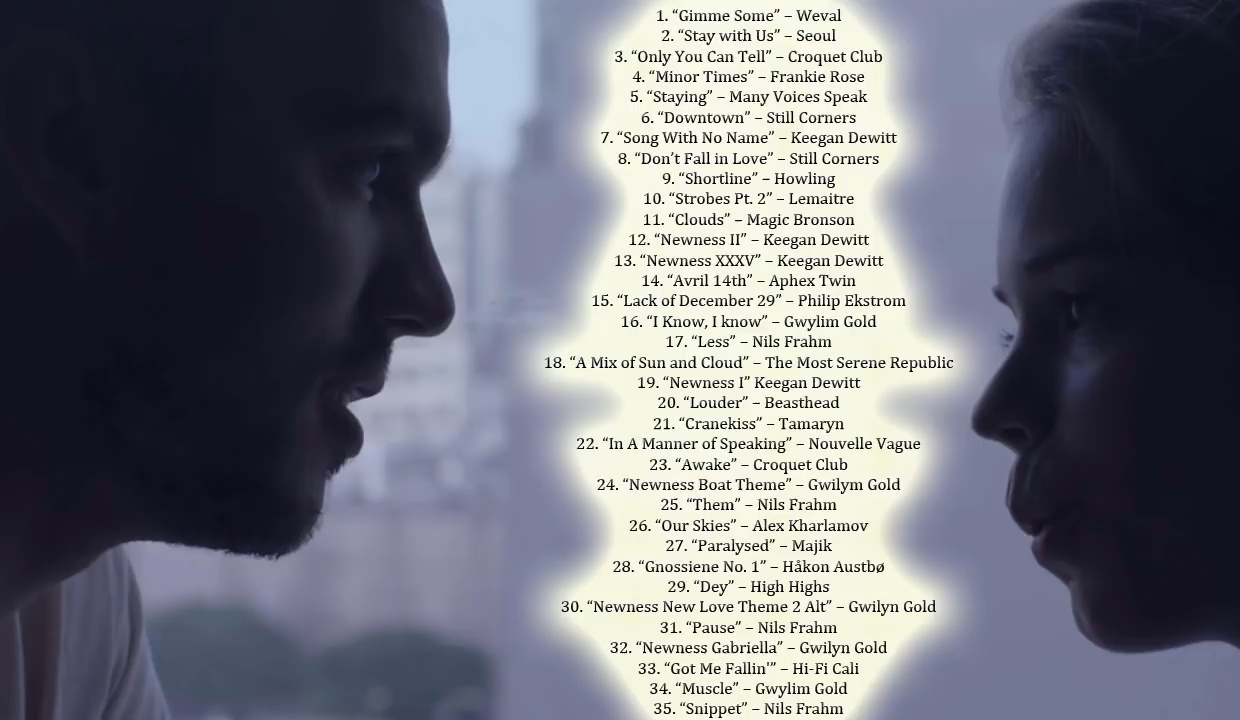 1. “Gimme Some” – Weval
2. “Stay with Us” – Seoul
3. “Only You Can Tell” – Croquet Club
4. “Minor Times” – Frankie Rose
5. “Staying” – Many Voices Speak
6. “Downtown” – Still Corners
7. “Song With No Name” – Keegan Dewitt
8. “Don’t Fall in Love” – Still Corners
9. “Shortline” – Howling
10. “Strobes Pt. 2” – Lemaitre
11. “Clouds” – Magic Bronson
12. “Newness II” – Keegan Dewitt
13. “Newness XXXV” – Keegan Dewitt
14. “Avril 14th” – Aphex Twin
15. “Lack of December 29” – Philip Ekstrom
16. “I Know, I know” – Gwylim Gold
17. “Less” – Nils Frahm
18. “A Mix of Sun and Cloud” – The Most Serene Republic
19. “Newness I” Keegan Dewitt
20. “Louder” – Beasthead
21. “Cranekiss” – Tamaryn
22. “In A Manner of Speaking” – Nouvelle Vague
23. “Awake” – Croquet Club
24. “Newness Boat Theme” – Gwilym Gold
25. “Them” – Nils Frahm
26. “Our Skies” – Alex Kharlamov
27. “Paralysed” – Majik
28. “Gnossiene No. 1” – Håkon Austbø
29. “Dey” – High Highs
30. “Newness New Love Theme 2 Alt” – Gwilyn Gold
31. “Pause” – Nils Frahm
32. “Newness Gabriella” – Gwilyn Gold
33. “Got Me Fallin'” – Hi-Fi Cali
34. “Muscle” – Gwylim Gold
35. “Snippet” – Nils Frahm